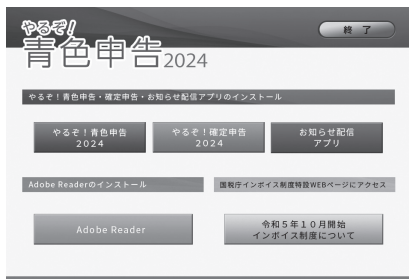 やるぞ!
青色申告2024
終 了
やるぞ!青色申告・確定申告・お知らせ配信アプリのインストール
やるぞ!青色申告
2024
やるぞ!確定申告
2024
お知らせ配信
アプリ
Adobe Readerのインストール
国税庁インボイス制度特設WEBページにアクセス
Adobe Reader
令和5年10月開始
インボイス制度について